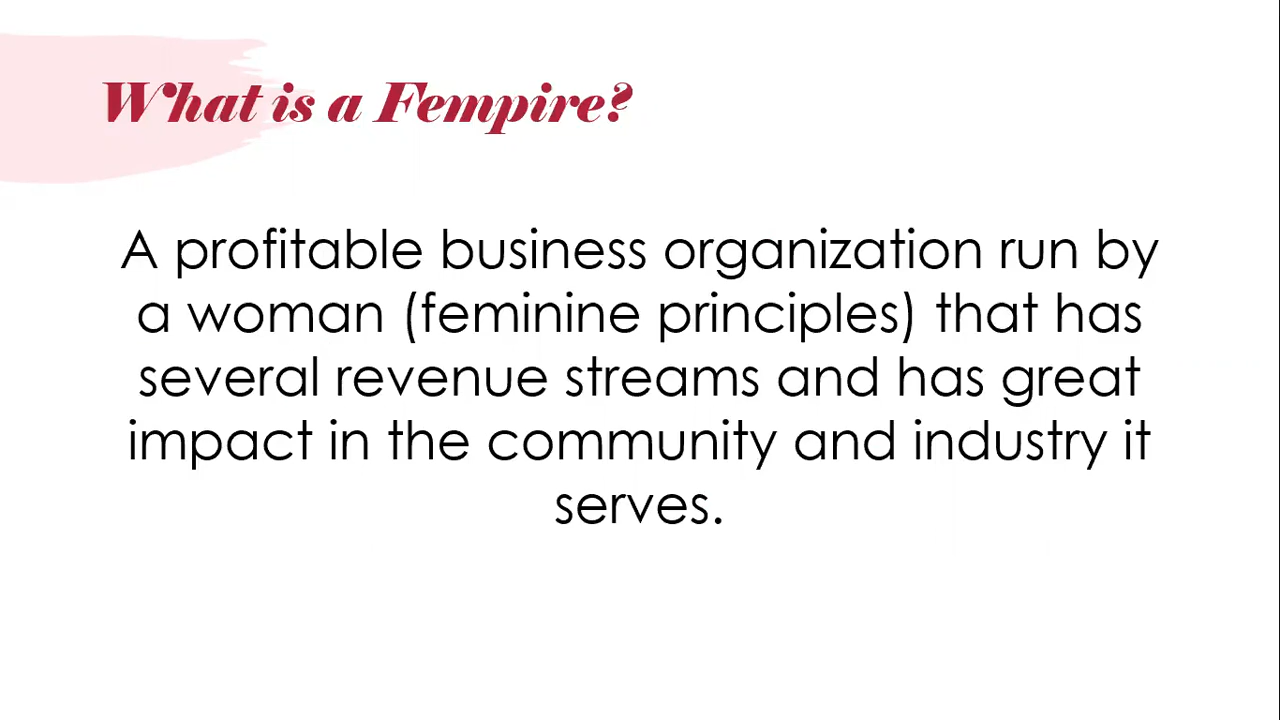 What is a Fempire?
A profitable business organization run by
a woman (feminine principles) that has
several revenue streams and has great
impact in the community and industry it
serves.